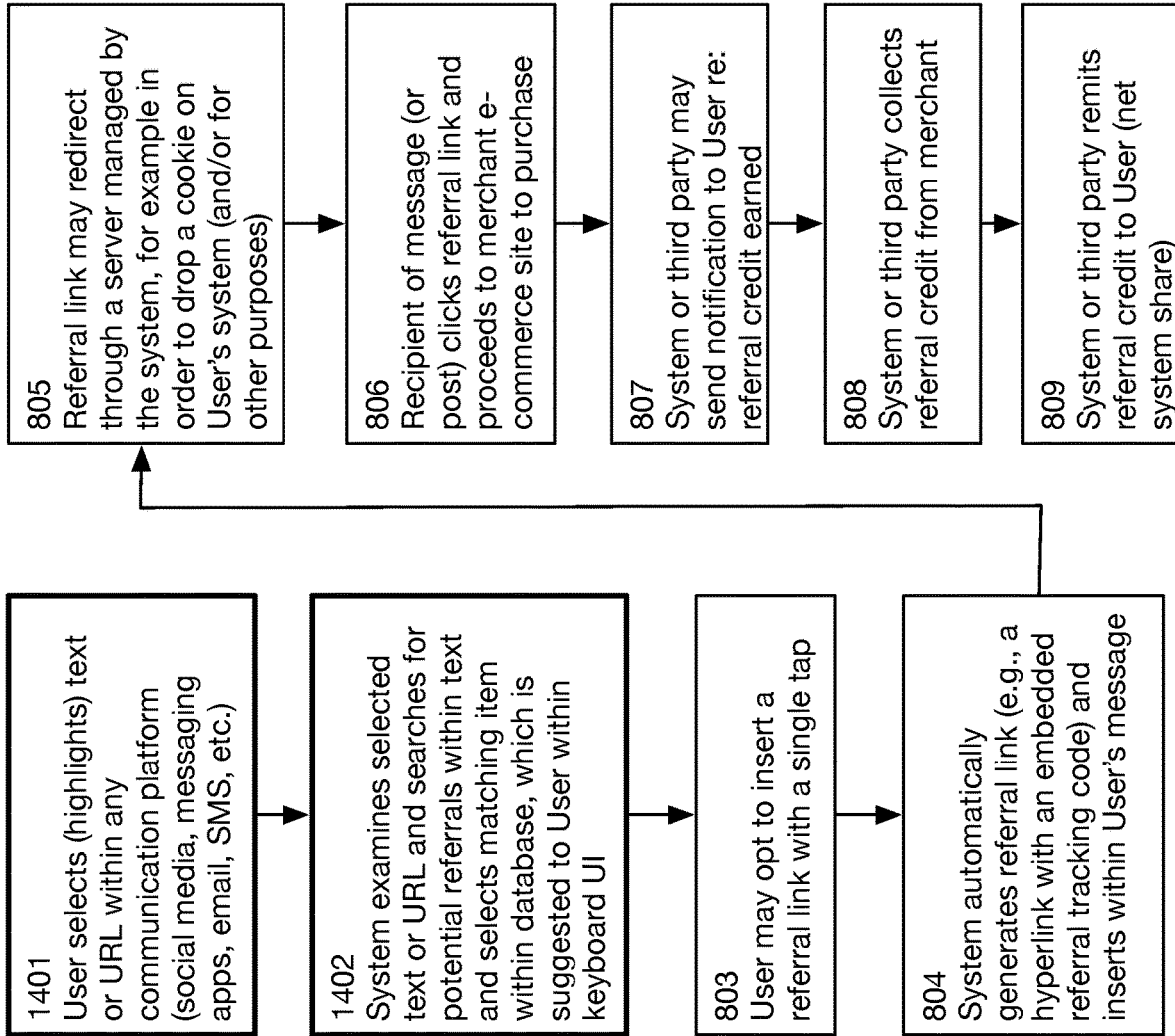 1401
User selects (highlights) text
or URL within any
communication platform
(social media, messaging
apps, email, SMS, etc.)
1402
System examines selected
text or URL and searches for
potential referrals within text
and selects matching item
within database, which is
suggested to User within
keyboard UI
803
User may opt to insert a
referral link with a single tap
804
System automatically
generates referral link (e.g., a
hyperlink with an embedded
referral tracking code) and
inserts within User's message
805
Referral link may redirect
through a server managed by
the system, for example in
order to drop a cookie on
User's system (and/or for
other purposes)
806
Recipient of message (or
post) clicks referral link and
proceeds to merchant e-
commerce site to purchase
807
System or third party may
send notification to User re:
referral credit earned
808
System or third party collects
referral credit from merchant
809
System or third party remits
referral credit to User (net
system share)